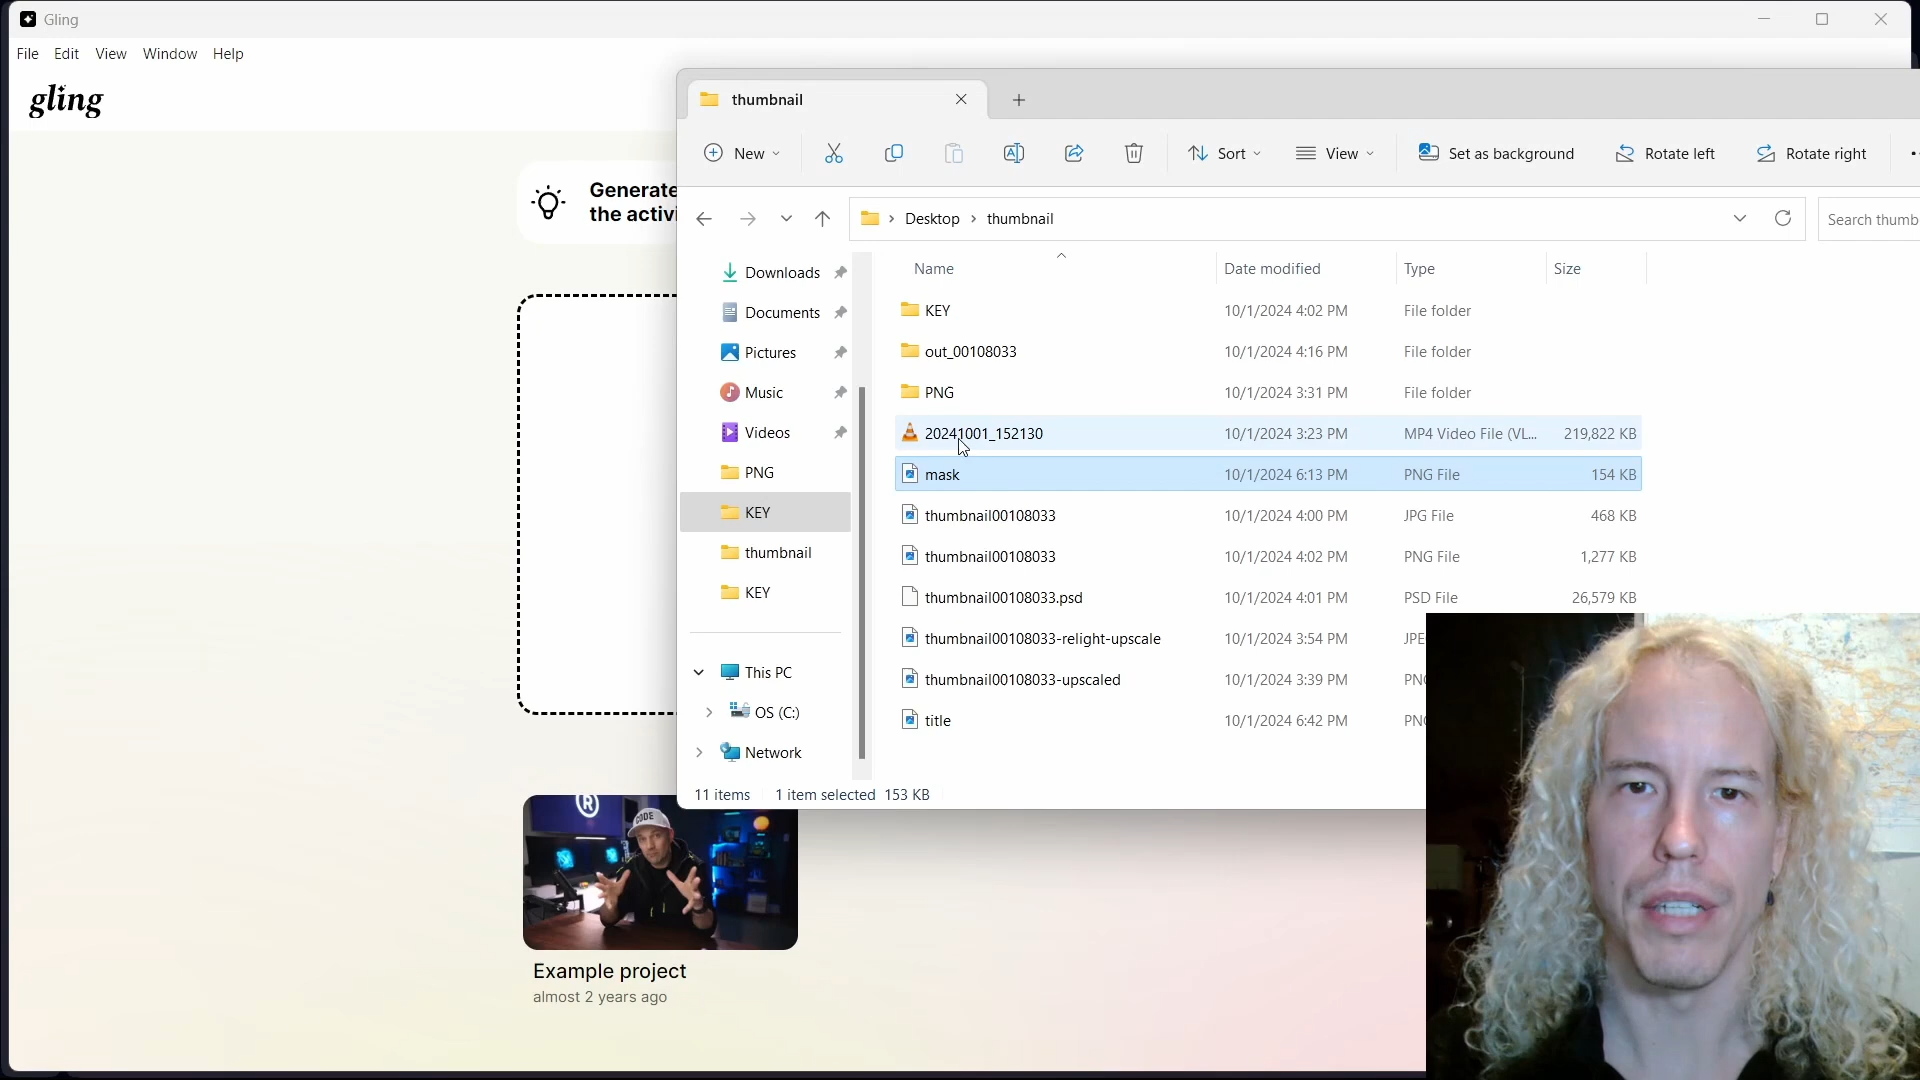 Gling
File Edit View Window Help
gling
Generate
the activi
thumbnail
New
Sort
View
Set as background
Rotate left
Rotate right
Desktop
thumbnail
Search thumb
Downloads
Documents
Pictures
Music
Videos
PNG
KEY
thumbnail
KEY
This PC
OS (C:)
Network
Name Date modified Type Size
KEY 10/1/2024 4:02 PM File folder
out_00108033 10/1/2024 4:16 PM File folder
PNG 10/1/2024 3:31 PM File folder
20241001_152130 10/1/2024 3:23 PM MP4 Video File (VL... 219,822 KB
mask 10/1/2024 6:13 PM PNG File 154 KB
thumbnail00108033 10/1/2024 4:00 PM JPG File 468 KB
thumbnail00108033 10/1/2024 4:02 PM PNG File 1,277 KB
thumbnail00108033.psd 10/1/2024 4:01 PM PSD File 26,579 KB
thumbnail00108033-relight-upscale 10/1/2024 3:54 PM JPE
thumbnail00108033-upscaled 10/1/2024 3:39 PM PNG
title 10/1/2024 6:42 PM PNG
11 items 1 item selected 153 KB
R
CODE
Example project
almost 2 years ago